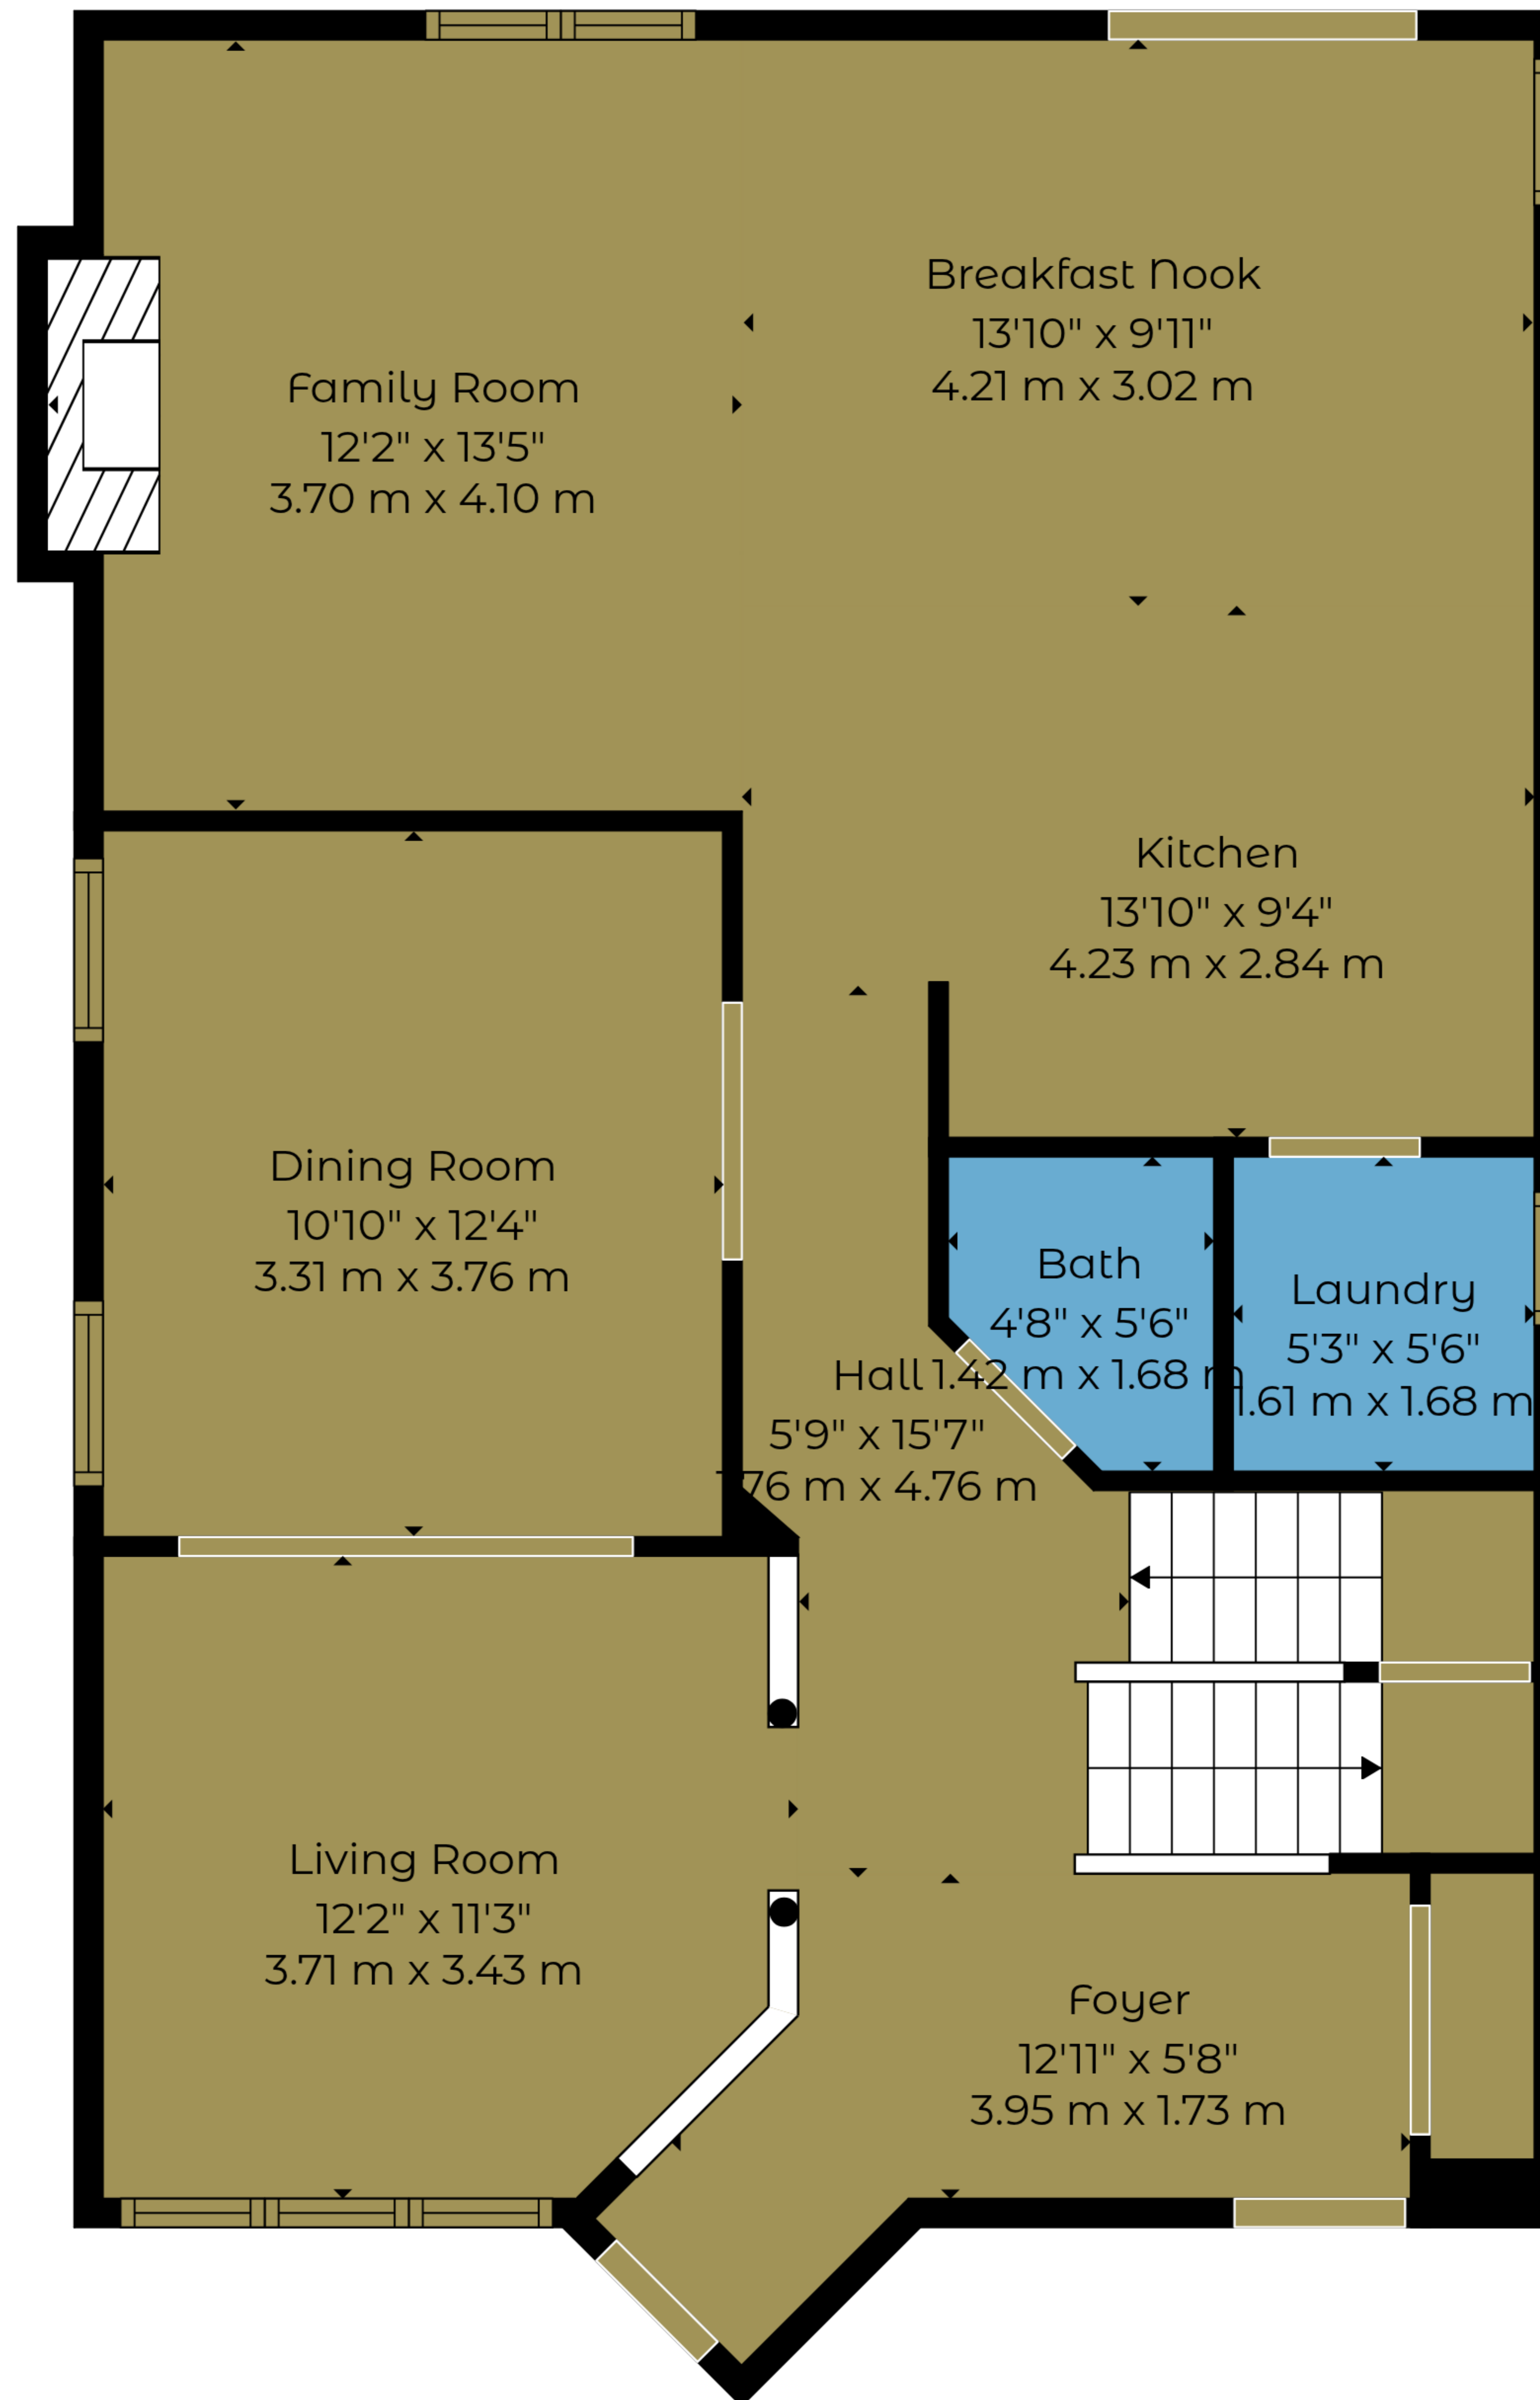 Breakfast Nook
13'10" x 9'11"
4.21 m x 3.02 m
Family Room
12'2" x 13'5"
3.70 m x 4.10 m
Kitchen
13'10" x 9'4"
4.23 m x 2.84 m
Dining Room
10'10" x 12'4"
3.31 m x 3.76 m
Bath
4'8" x 5'6"
1.42 m x 1.68 m
Laundry
5'3" x 5'6"
1.61 m x 1.68 m
Hall
5'9" x 15'7"
1.76 m x 4.76 m
Living Room
12'2" x 11'3"
3.71 m x 3.43 m
Foyer
12'11" x 5'8"
3.95 m x 1.73 m